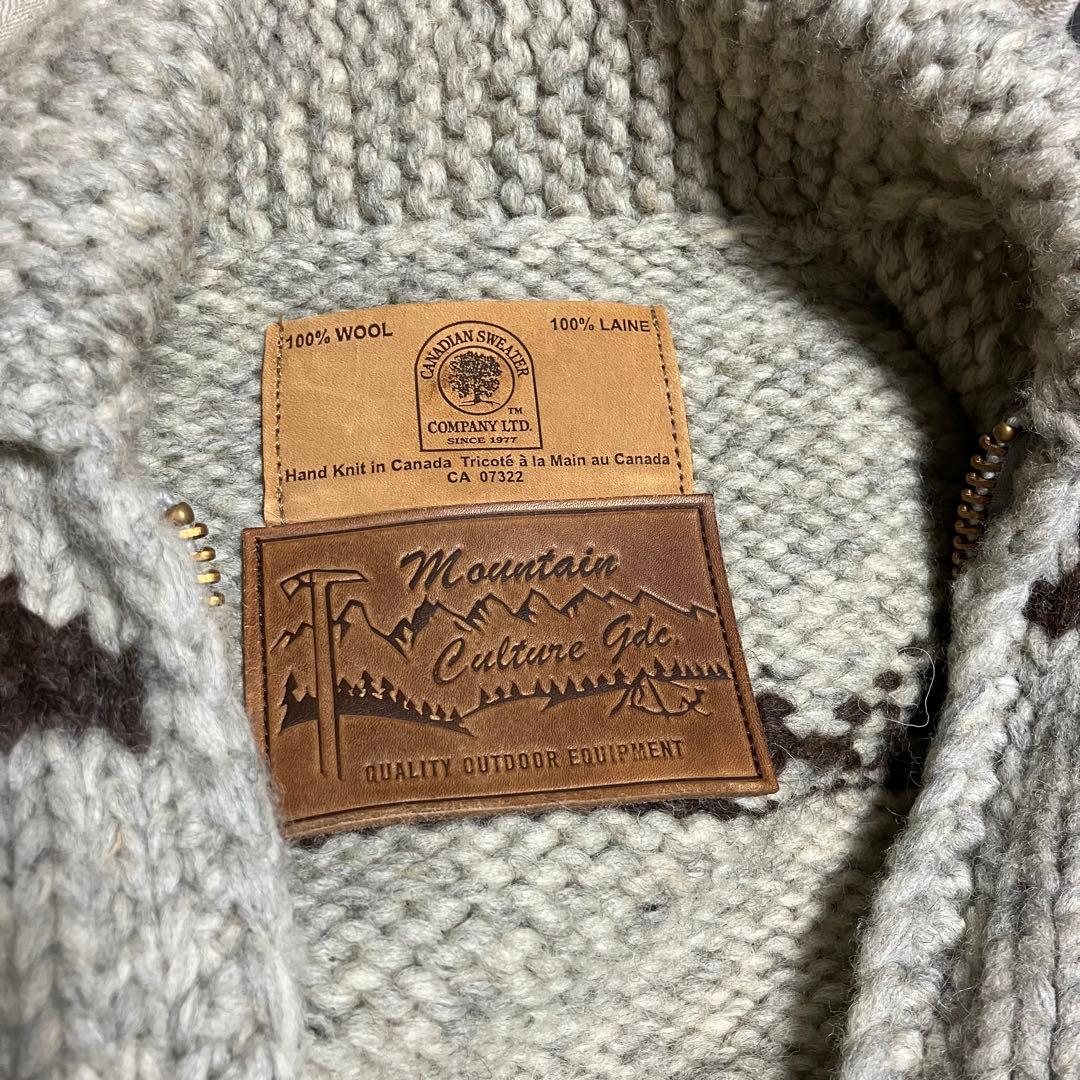 100% WOOL
100% LAINE
CANADIAN SWEATER
TM
COMPANY LTD.
SINCE 1977
Hand Knit in Canada Tricoté à la Main au Canada
CA 07322
Mountain
Culture Gdc.
QUALITY OUTDOOR EQUIPMENT